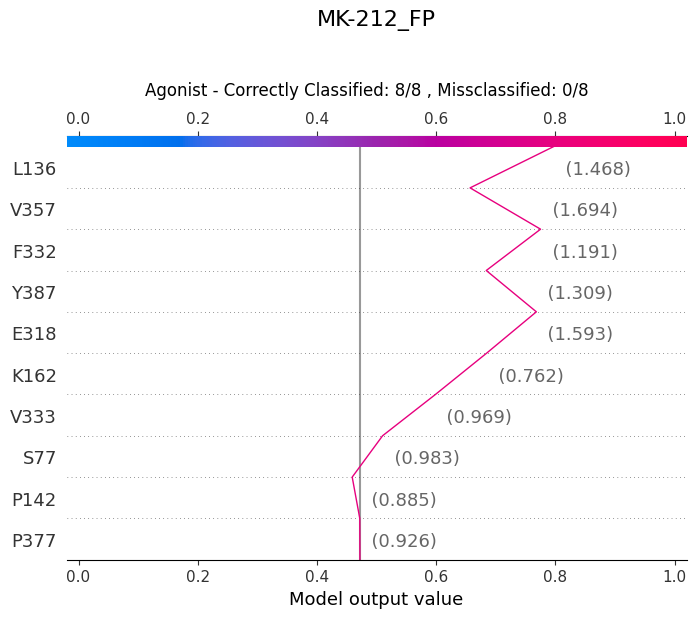 MK-212_FP
Agonist - Correctly Classified: 8/8 , Missclassified: 0/8
0.0 0.2 0.4 0.6 0.8 1.0
L136 (1.468)
V357 (1.694)
F332 (1.191)
Y387 (1.309)
E318 (1.593)
K162 (0.762)
V333 (0.969)
S77 (0.983)
P142 (0.885)
P377 (0.926)
0.0 0.2 0.4 0.6 0.8 1.0
Model output value